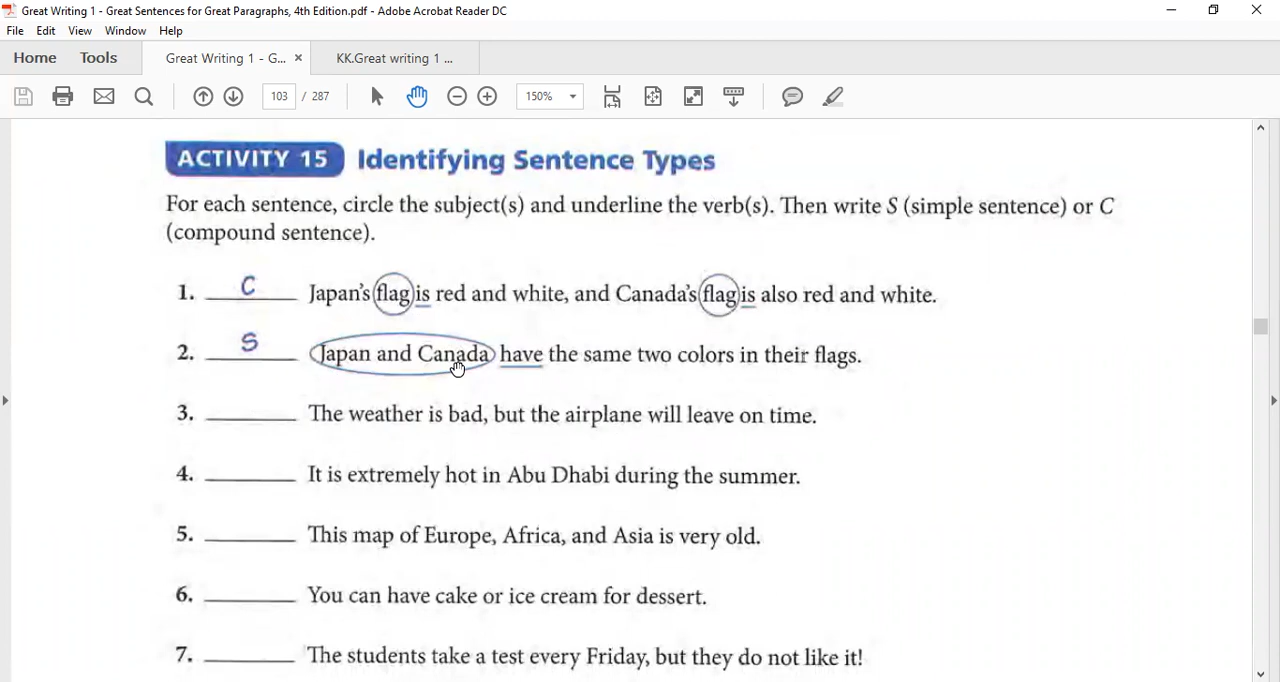 Great Writing 1 - Great Sentences for Great Paragraphs, 4th Edition.pdf - Adobe Acrobat Reader DC
File Edit View Window Help
Home Tools Great Writing 1 - G... × KK.Great writing 1 ...
103 / 287 150%
ACTIVITY 15 Identifying Sentence Types
For each sentence, circle the subject(s) and underline the verb(s). Then write S (simple sentence) or C
(compound sentence).
1. C Japan's flag is red and white, and Canada's flag is also red and white.
2. S Japan and Canada have the same two colors in their flags.
3. ______ The weather is bad, but the airplane will leave on time.
4. ______ It is extremely hot in Abu Dhabi during the summer.
5. ______ This map of Europe, Africa, and Asia is very old.
6. ______ You can have cake or ice cream for dessert.
7. ______ The students take a test every Friday, but they do not like it!